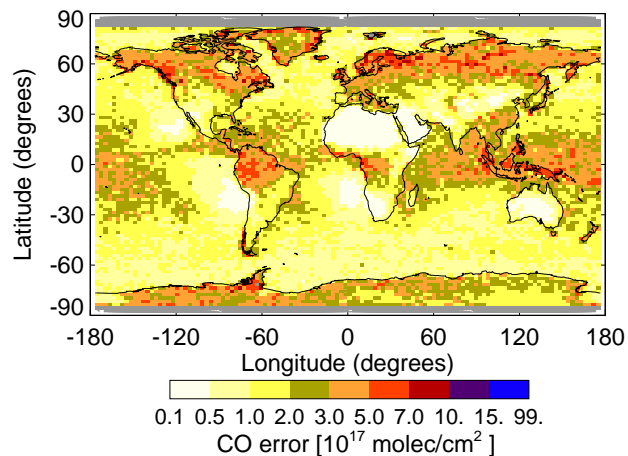 90
60
30
0
-30
-60
-90
Latitude (degrees)
-180 -120 -60 0 60 120 180
Longitude (degrees)
0.1 0.5 1.0 2.0 3.0 5.0 7.0 10. 15. 99.
CO error [10¹⁷ molec/cm² ]